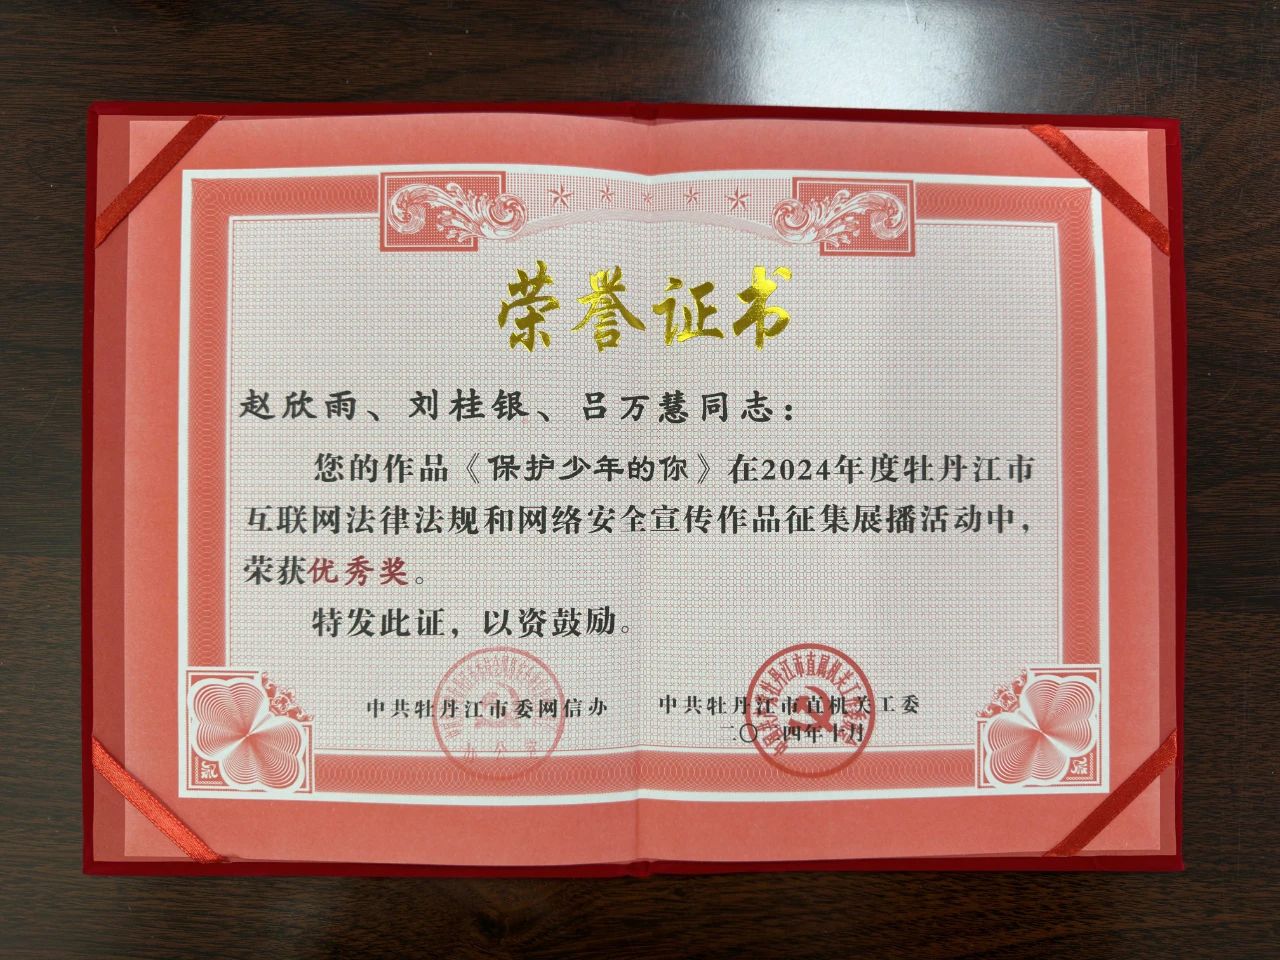 荣誉证书
赵欣雨、刘桂银、吕万慧同志：
您的作品《保护少年的你》在2024年度牡丹江市
互联网法律法规和网络安全宣传作品征集展播活动中，
荣获优秀奖。
特发此证，以资鼓励。
中共牡丹江市委网信办
中共牡丹江市直机关工委
二〇二四年十月
办公室